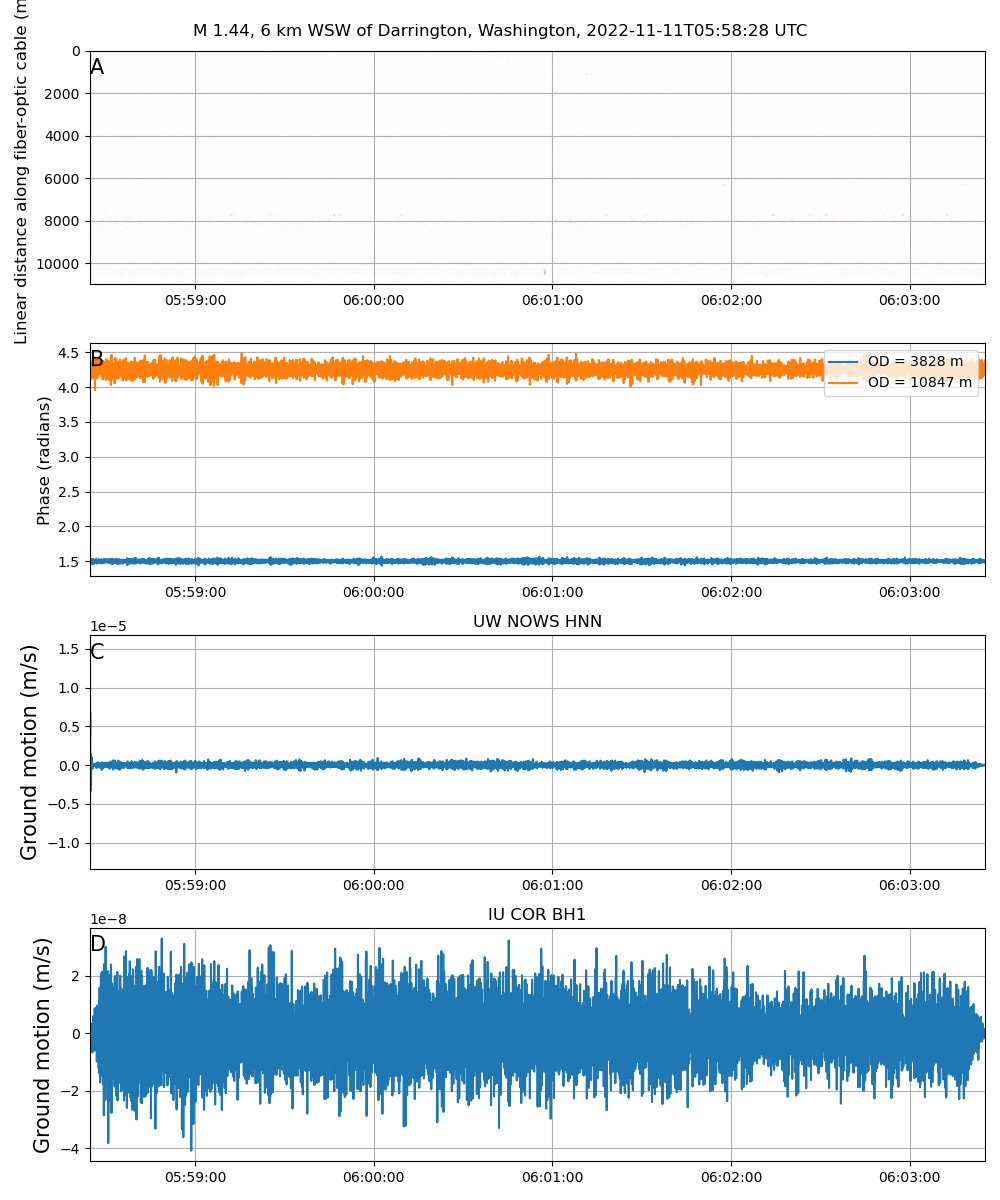 M 1.44, 6 km WSW of Darrington, Washington, 2022-11-11T05:58:28 UTC
Linear distance along fiber-optic cable (m
A
0
2000
4000
6000
8000
10000
05:59:00 06:00:00 06:01:00 06:02:00 06:03:00
Phase (radians)
B
4.5
4.0
3.5
3.0
2.5
2.0
1.5
OD = 3828 m
OD = 10847 m
05:59:00 06:00:00 06:01:00 06:02:00 06:03:00
UW NOWS HNN
1e−5
Ground motion (m/s)
C
1.5
1.0
0.5
0.0
−0.5
−1.0
05:59:00 06:00:00 06:01:00 06:02:00 06:03:00
IU COR BH1
1e−8
Ground motion (m/s)
D
2
0
−2
−4
05:59:00 06:00:00 06:01:00 06:02:00 06:03:00